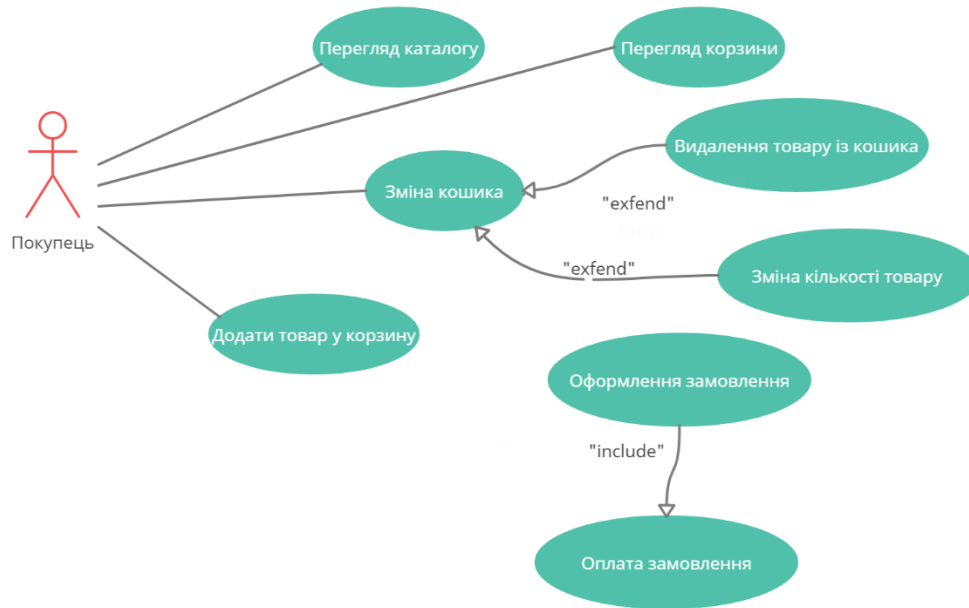 Перегляд каталогу
Перегляд корзини
Видалення товару із кошика
Зміна кошика
"exfend"
Покупець
"exfend"
Зміна кількості товару
Додати товар у корзину
Оформлення замовлення
"include"
Оплата замовлення